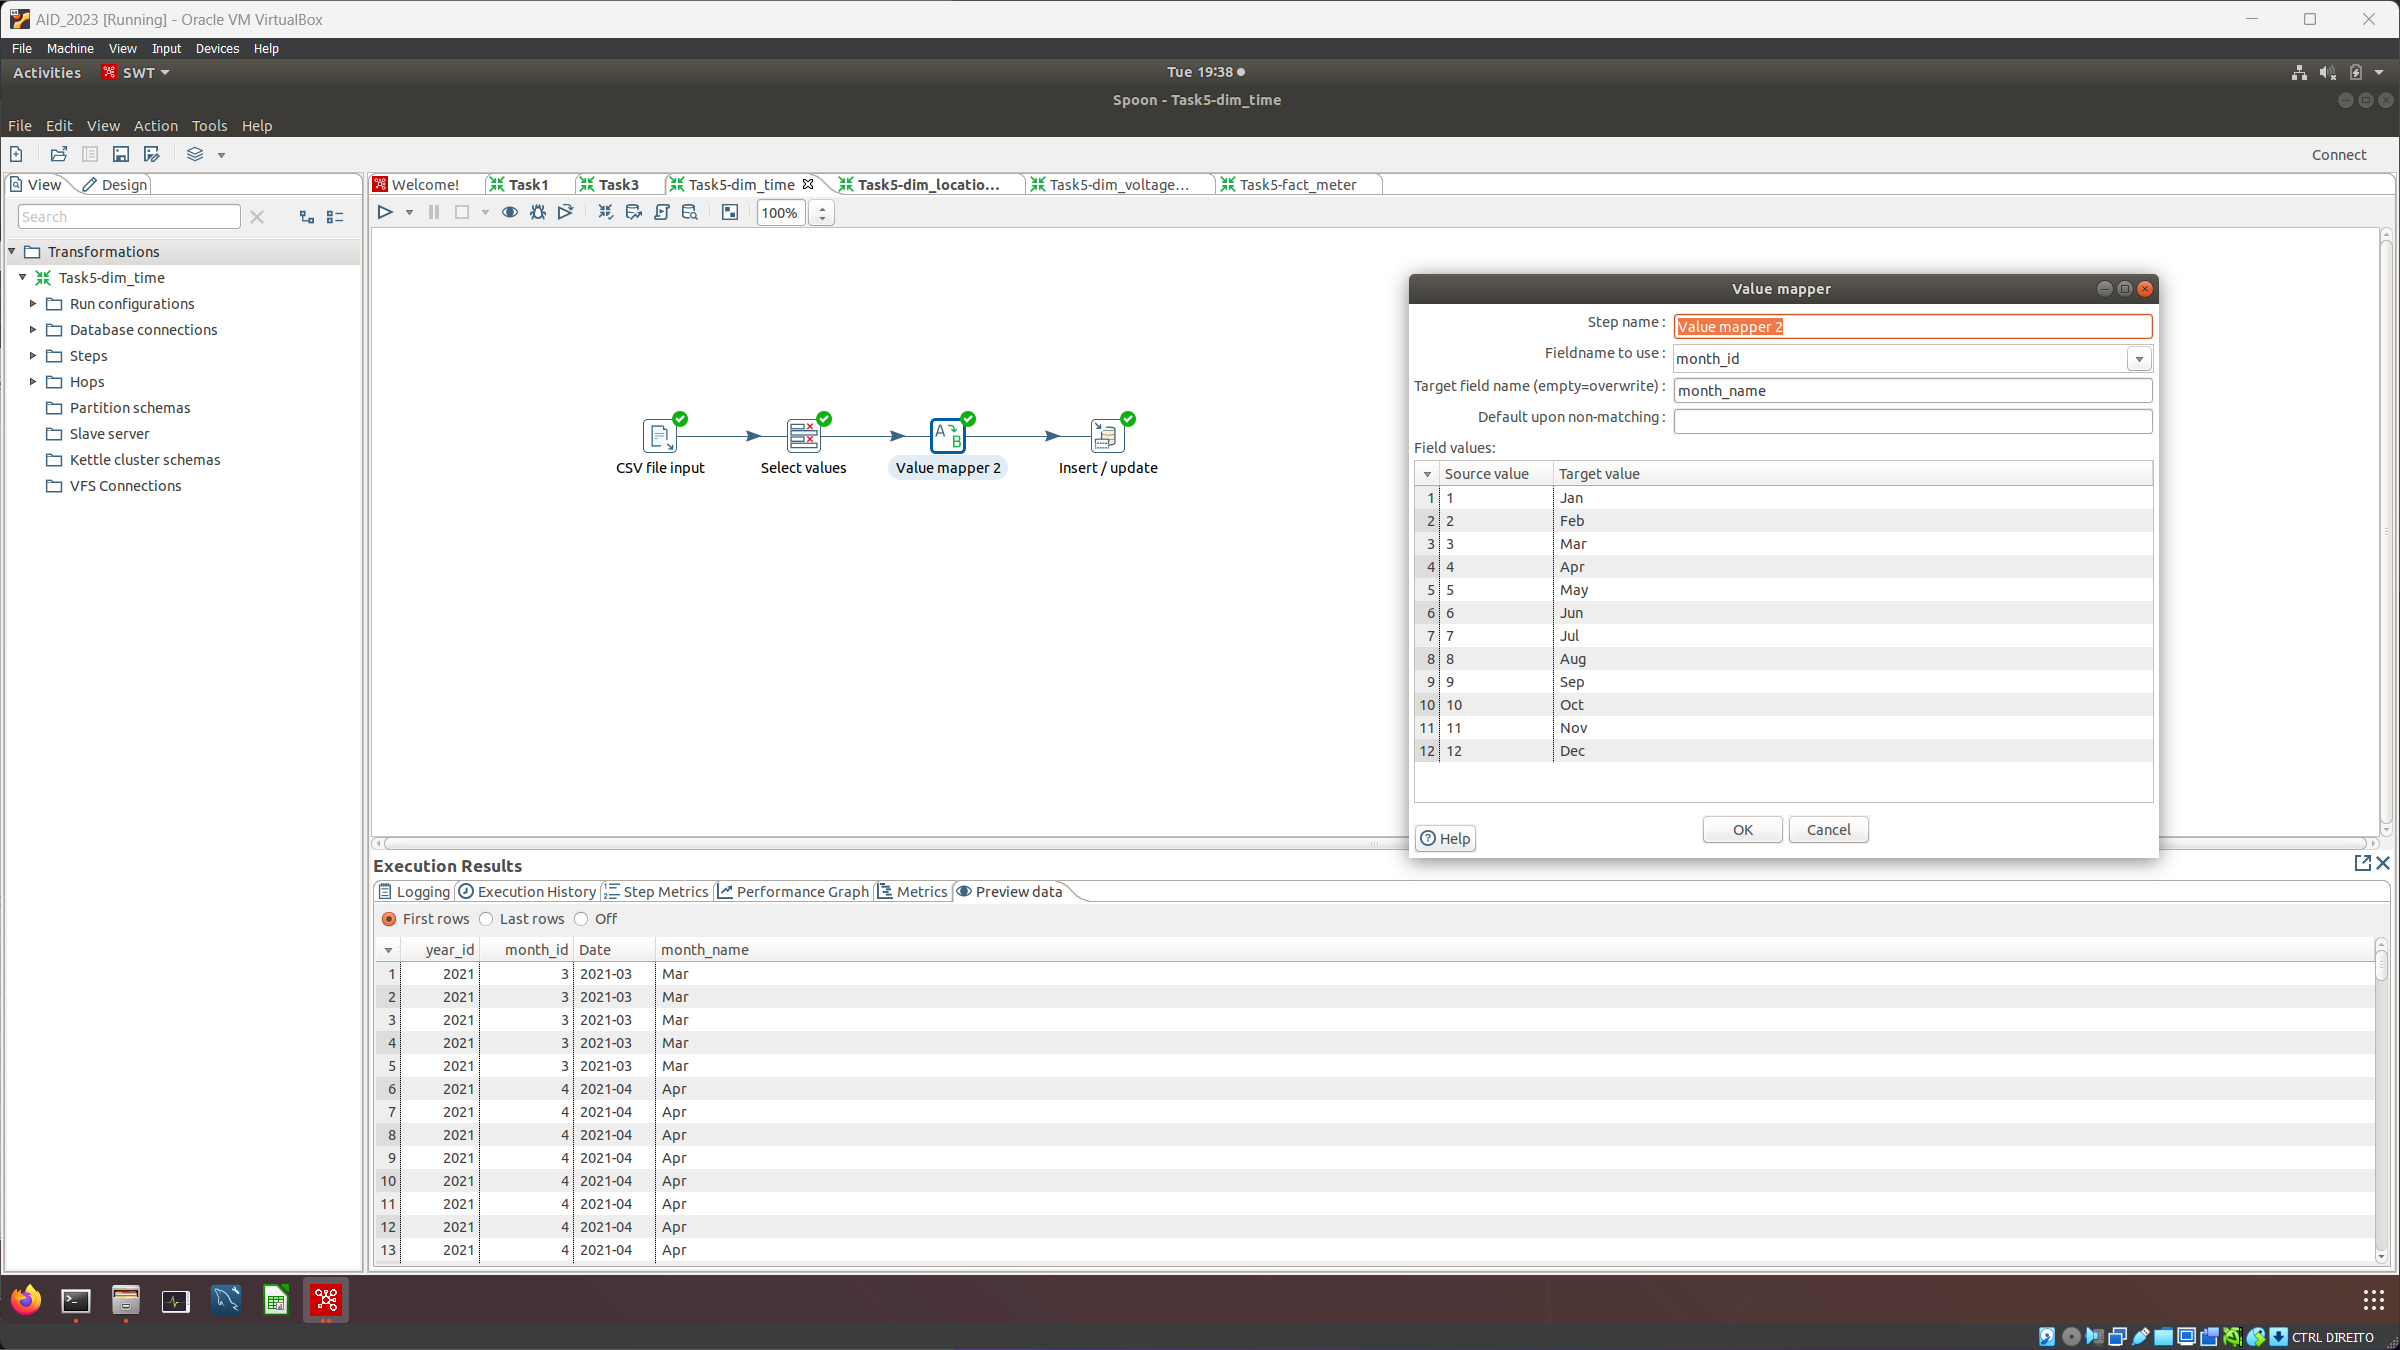 AID_2023 [Running] - Oracle VM VirtualBox
File Machine View Input Devices Help
Activities SWT Tue 19:38
Spoon - Task5-dim_time
File Edit View Action Tools Help
Connect
View Design
Welcome! Task1 Task3 Task5-dim_time Task5-dim_locatio... Task5-dim_voltage... Task5-fact_meter
Search
100%
Transformations
Task5-dim_time
Run configurations
Database connections
Steps
Hops
Partition schemas
Slave server
Kettle cluster schemas
VFS Connections
CSV file input
Select values
Value mapper 2
Insert / update
Value mapper
Step name : Value mapper 2
Fieldname to use : month_id
Target field name (empty=overwrite) : month_name
Default upon non-matching :
Field values:
Source value Target value
1 1 Jan
2 2 Feb
3 3 Mar
4 4 Apr
5 5 May
6 6 Jun
7 7 Jul
8 8 Aug
9 9 Sep
10 10 Oct
11 11 Nov
12 12 Dec
Help
OK
Cancel
Execution Results
Logging Execution History Step Metrics Performance Graph Metrics Preview data
First rows Last rows Off
year_id month_id Date month_name
1 2021 3 2021-03 Mar
2 2021 3 2021-03 Mar
3 2021 3 2021-03 Mar
4 2021 3 2021-03 Mar
5 2021 3 2021-03 Mar
6 2021 4 2021-04 Apr
7 2021 4 2021-04 Apr
8 2021 4 2021-04 Apr
9 2021 4 2021-04 Apr
10 2021 4 2021-04 Apr
11 2021 4 2021-04 Apr
12 2021 4 2021-04 Apr
13 2021 4 2021-04 Apr
CTRL DIREITO